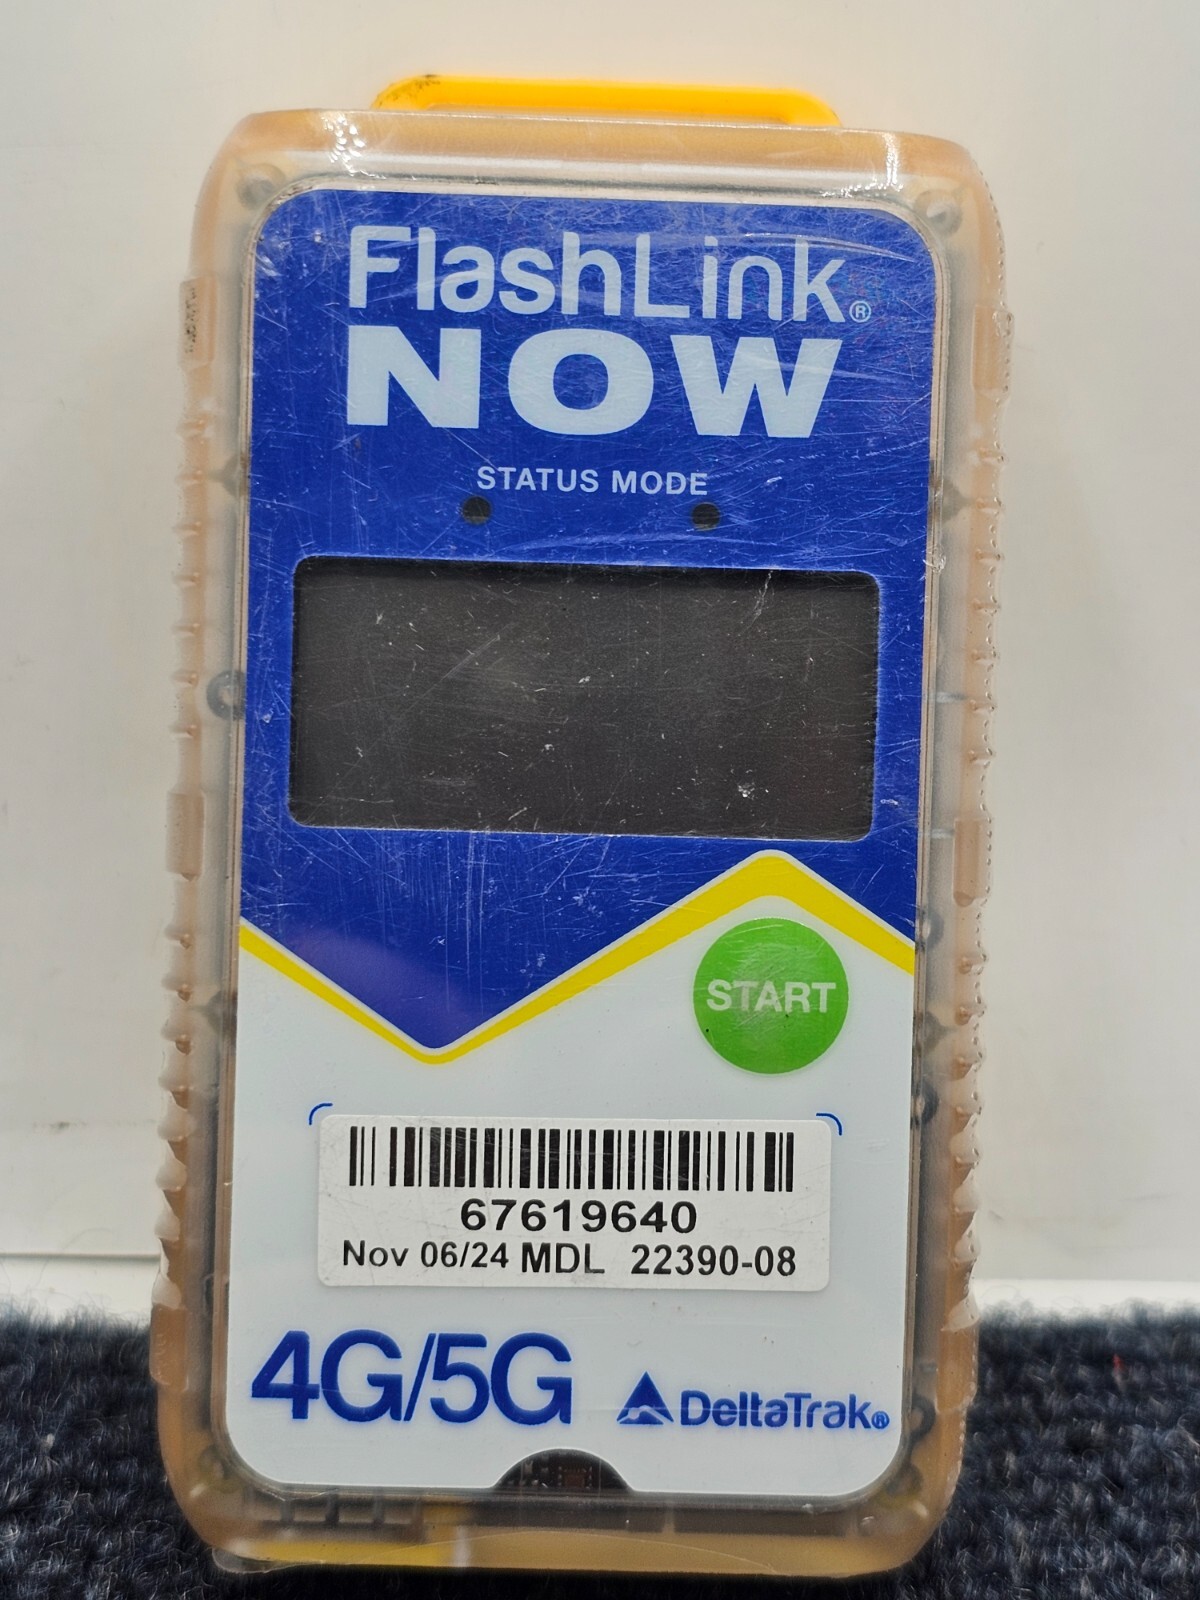 FlashLink®
NOW
STATUS MODE
START
67619640
Nov 06/24 MDL 22390-08
4G/5G DeltaTrak®